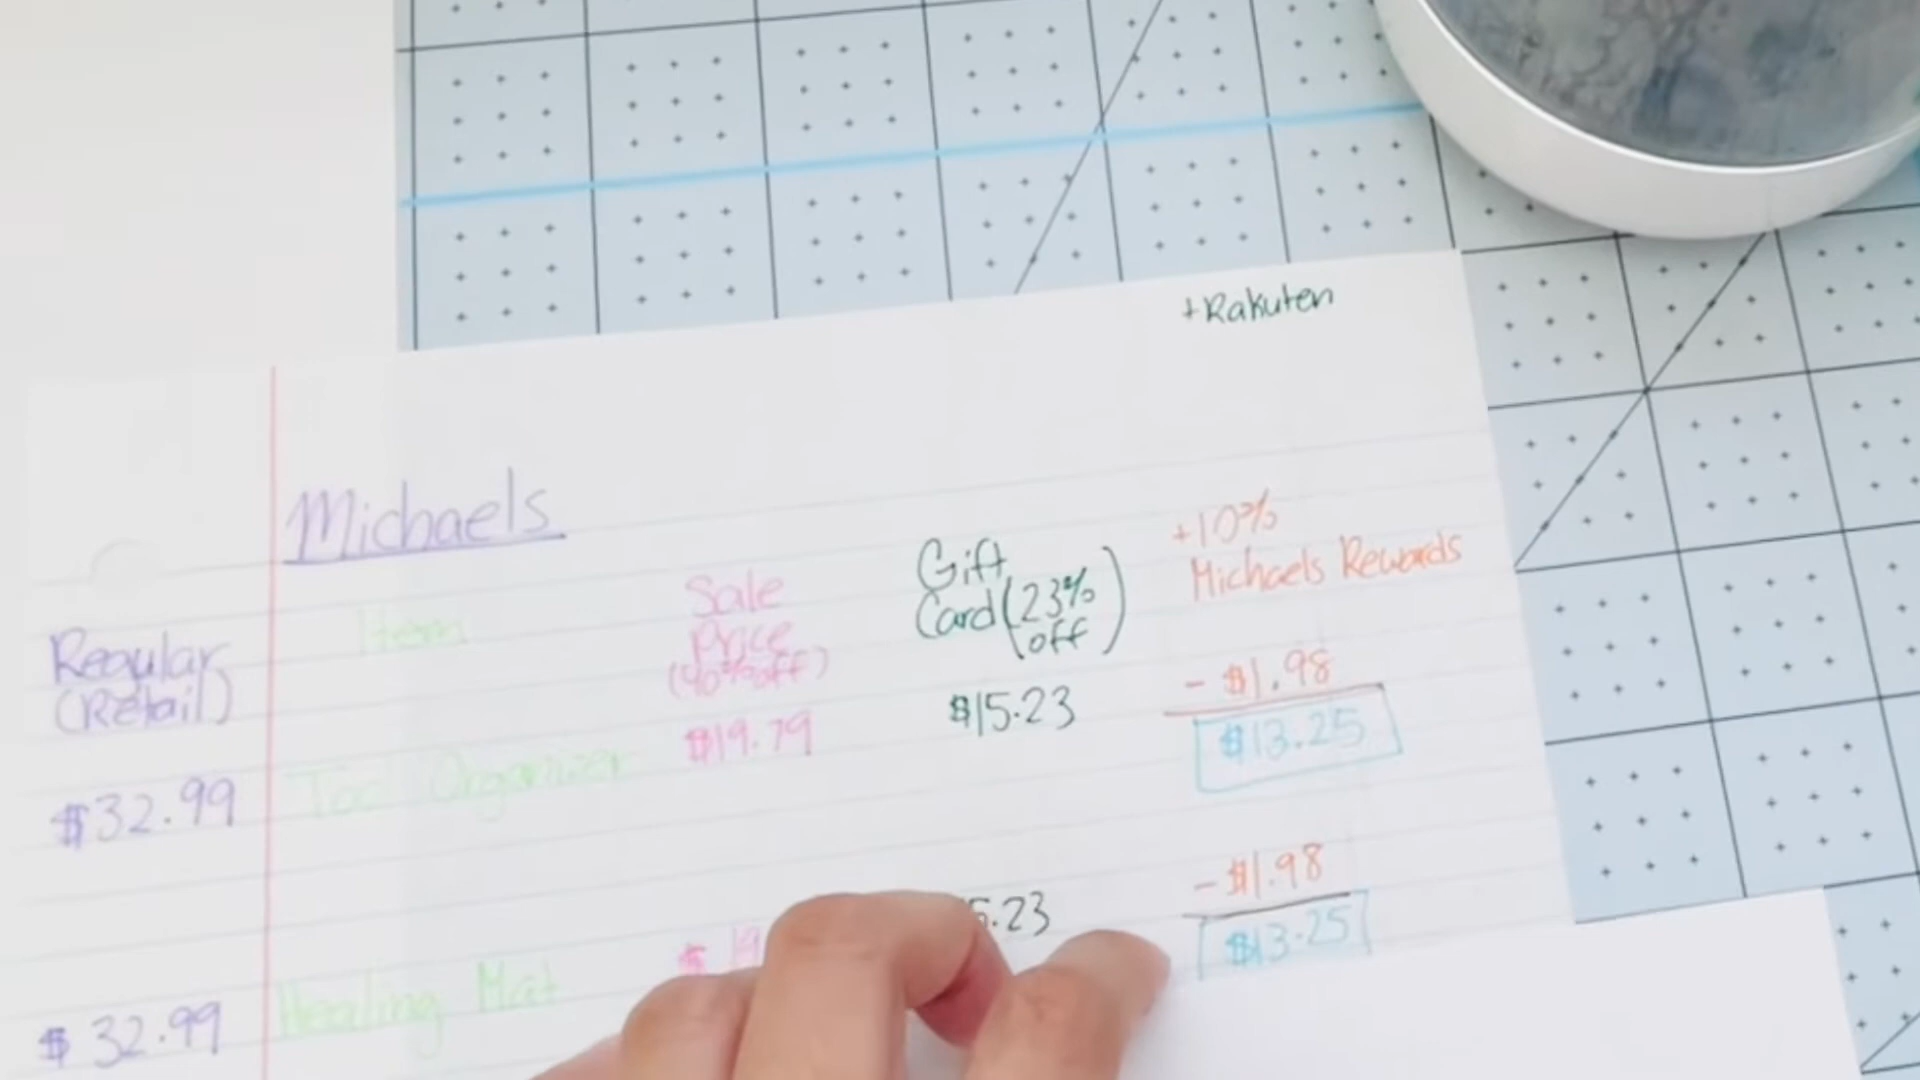 +Rakuten
Michaels
Regular
(Retail)
Item
Sale
Price
(40% off)
Gift
Card (23%
off)
+10%
Michaels Rewards
$32.99
Organizer
$19.79
$15.23
- $1.98
$13.25
$32.99
Healing Mat
$ 19
5.23
- $1.98
$13.25